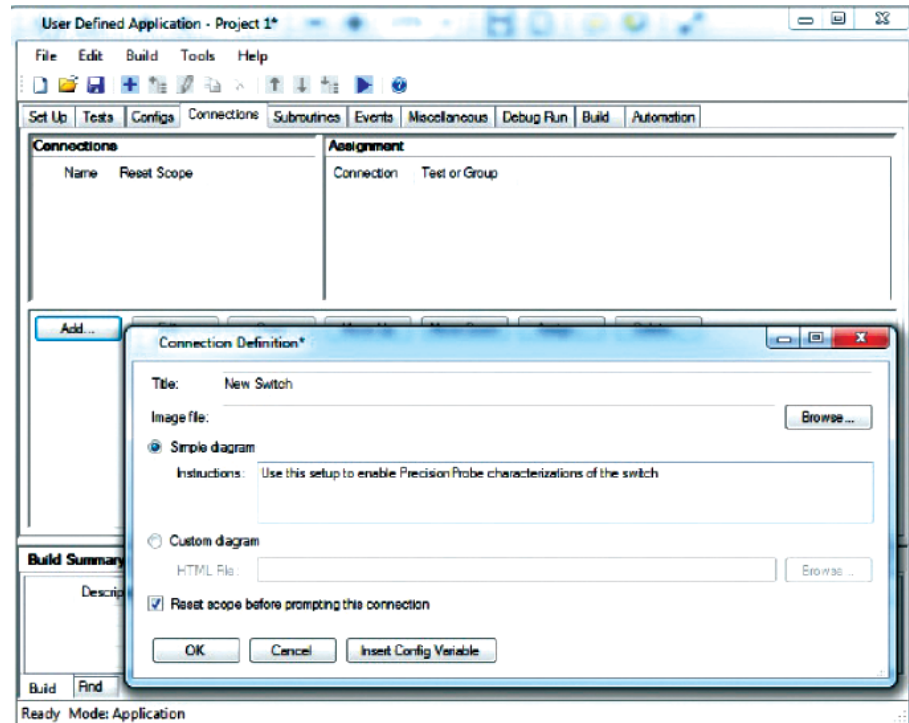 User Defined Application - Project 1*
File Edit Build Tools Help
Set Up Tests Configs Connections Subroutines Events Miscellaneous Debug Run Build Automation
Connections Assignment
Name Reset Scope Connection Test or Group
Add...
Connection Definition*
Title: New Switch
Image file: Browse...
Simple diagram
Instructions: Use this setup to enable PrecisionProbe characterizations of the switch
Custom diagram
HTML File: Browse...
Build Summary
Descrip
Reset scope before prompting this connection
OK Cancel Insert Config Variable
Build Find
Ready Mode: Application